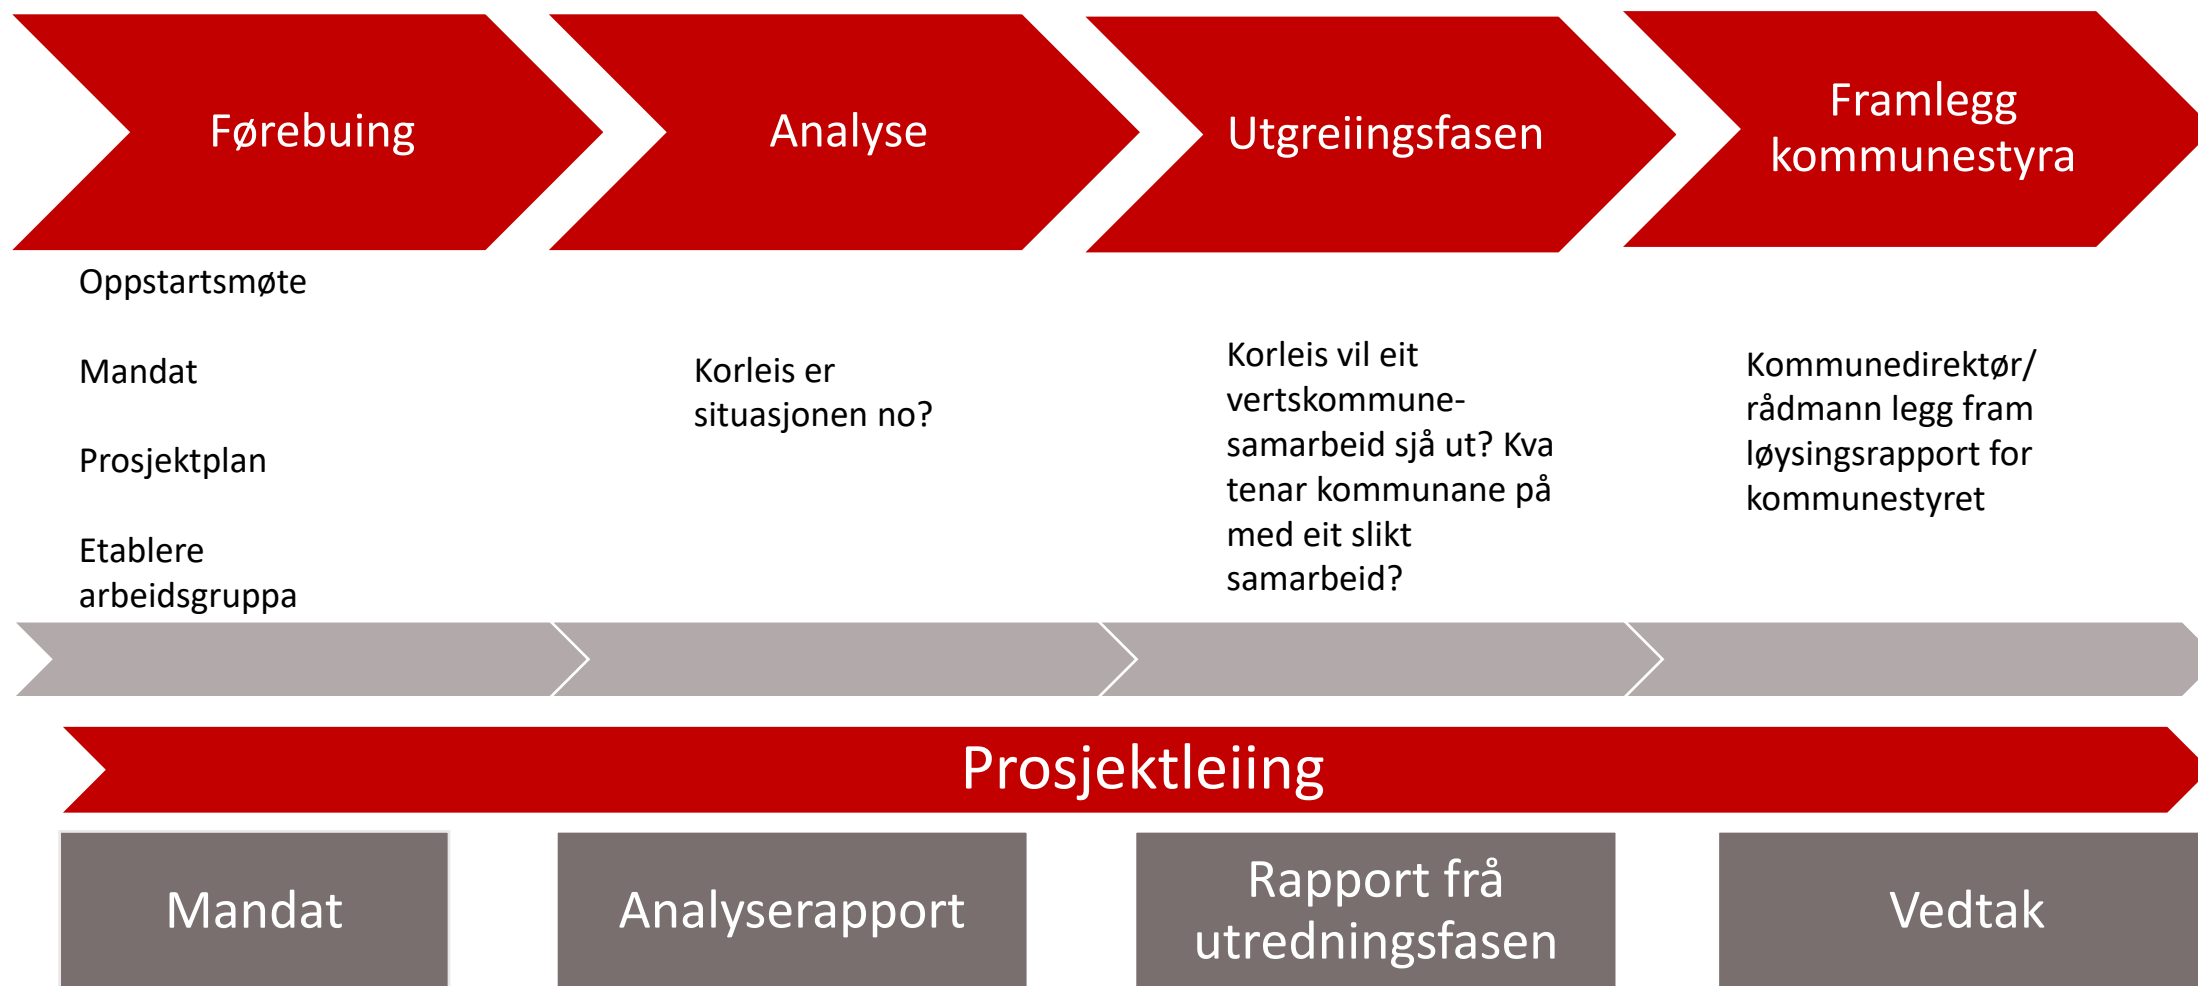 Førebuing
Analyse
Utgreiingsfasen
Framlegg
kommunestyra
Oppstartsmøte
Mandat
Prosjektplan
Etablere
arbeidsgruppa
Korleis er
situasjonen no?
Korleis vil eit
vertskommune-
samarbeid sjå ut? Kva
tenar kommunane på
med eit slikt
samarbeid?
Kommunedirektør/
rådmann legg fram
løysingsrapport for
kommunestyret
Prosjektleiing
Mandat
Analyserapport
Rapport frå
utredningsfasen
Vedtak